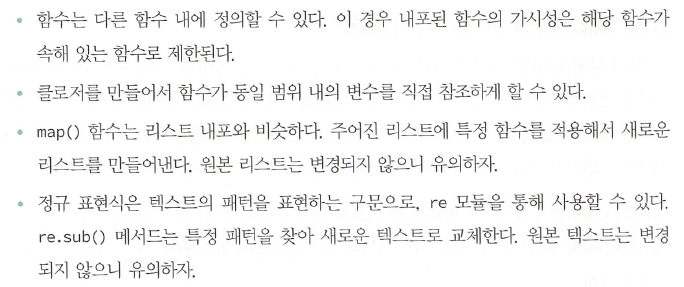 • 함수는 다른 함수 내에 정의할 수 있다. 이 경우 내포된 함수의 가시성은 해당 함수가
속해 있는 함수로 제한된다.
• 클로저를 만들어서 함수가 동일 범위 내의 변수를 직접 참조하게 할 수 있다.
• map() 함수는 리스트 내포와 비슷하다. 주어진 리스트에 특정 함수를 적용해서 새로운
리스트를 만들어낸다. 원본 리스트는 변경되지 않으니 유의하자.
• 정규 표현식은 텍스트의 패턴을 표현하는 구문으로, re 모듈을 통해 사용할 수 있다.
re.sub() 메서드는 특정 패턴을 찾아 새로운 텍스트로 교체한다. 원본 텍스트는 변경
되지 않으니 유의하자.